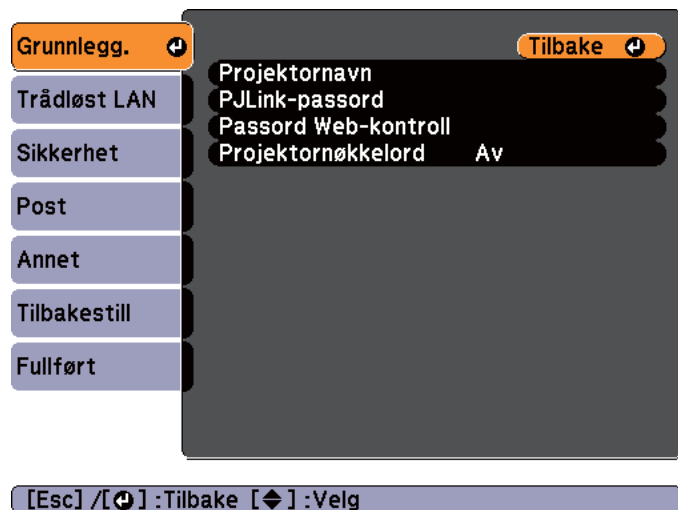 Grunnlegg.
Tilbake
Projektornavn
Trådløst LAN
PJLink-passord
Passord Web-kontroll
Sikkerhet
Projektornøkkelord Av
Post
Annet
Tilbakestill
Fullført
[Esc] /[⏎] :Tilbake [◆] :Velg